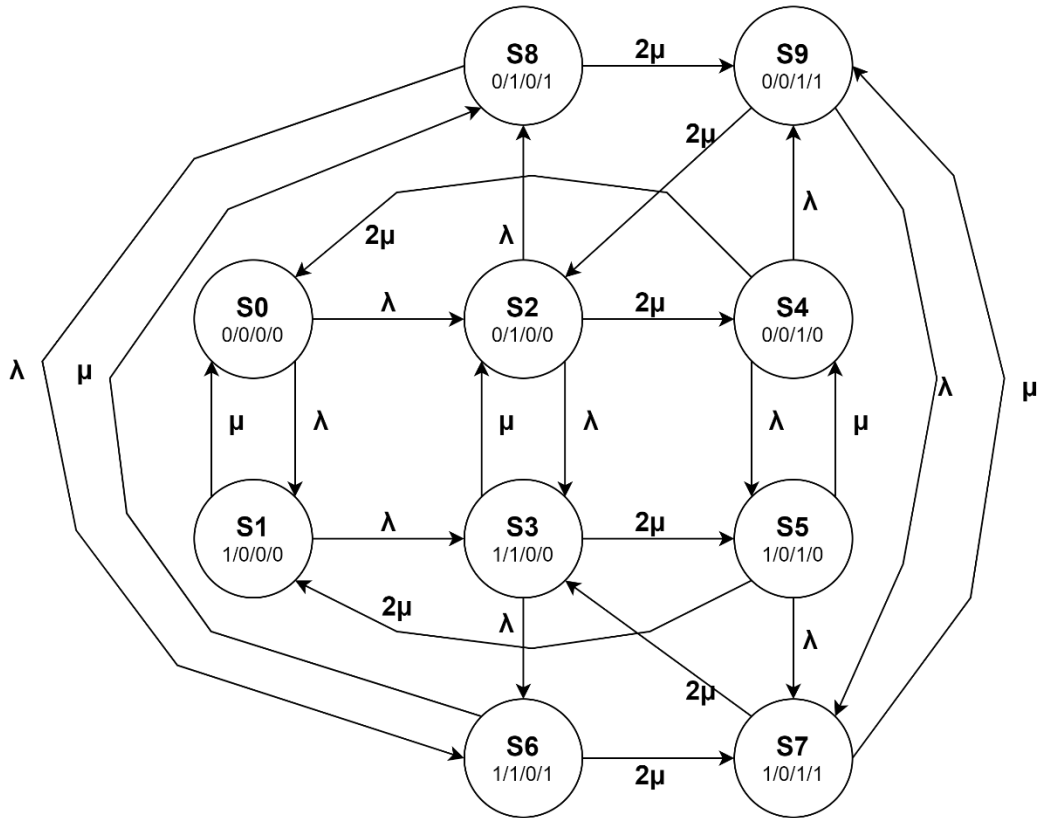 S8
0/1/0/1
2μ
S9
0/0/1/1
2μ
λ
λ
2μ
S0
0/0/0/0
λ
S2
0/1/0/0
2μ
S4
0/0/1/0
λ
μ
λ
μ
μ
λ
μ
λ
λ
μ
S1
1/0/0/0
λ
S3
1/1/0/0
2μ
S5
1/0/1/0
2μ
λ
λ
2μ
S6
1/1/0/1
2μ
S7
1/0/1/1